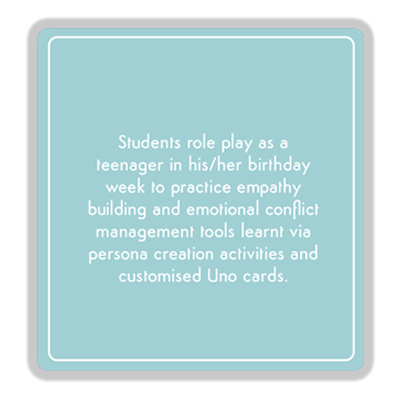 Students role play as a
teenager in his/her birthday
week to practice empathy
building and emotional conflict
management tools learnt via
persona creation activities and
customised Uno cards.